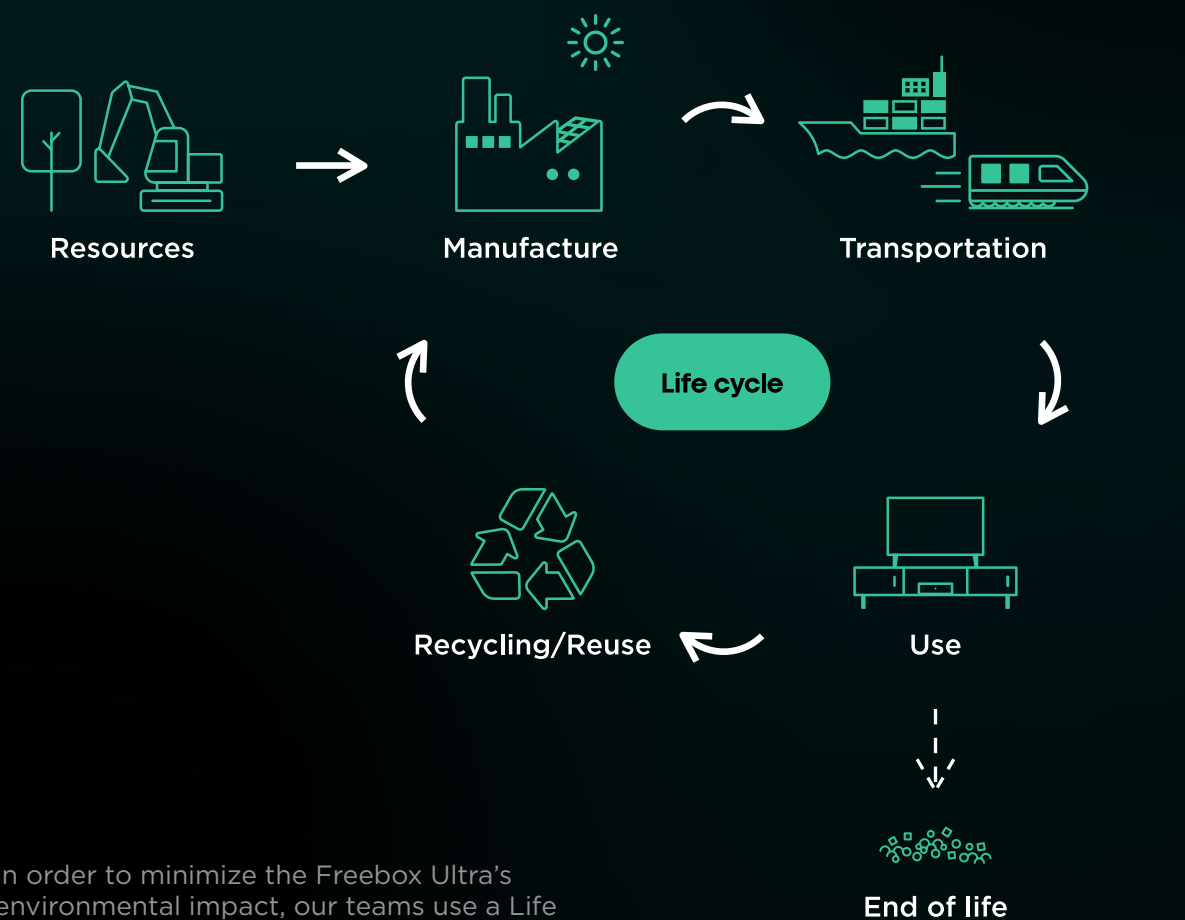 Resources
Manufacture
Transportation
Life cycle
Recycling/Reuse
Use
End of life
n order to minimize the Freebox Ultra’s
environmental impact, our teams use a Life